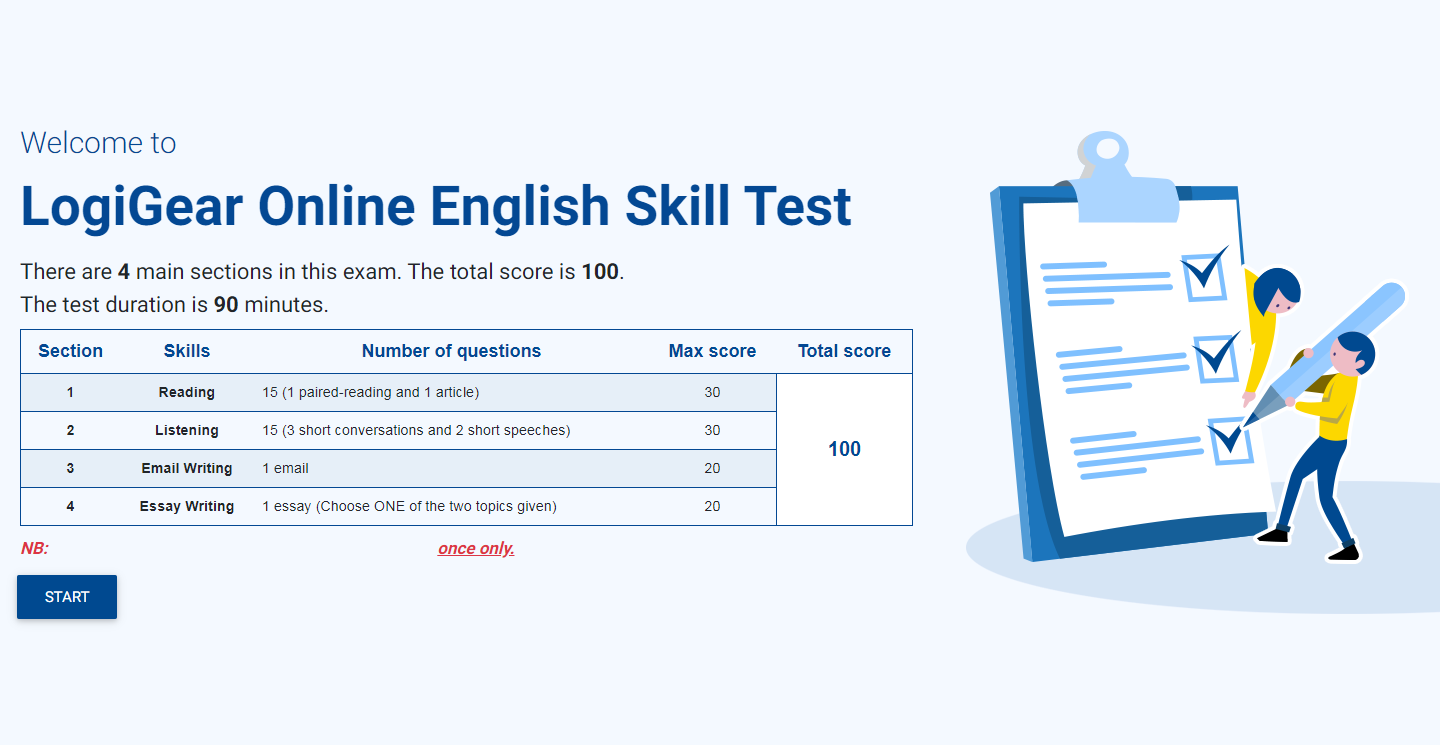 Welcome to
LogiGear Online English Skill Test
There are 4 main sections in this exam. The total score is 100.
The test duration is 90 minutes.
Section Skills Number of questions Max score Total score
1 Reading 15 (1 paired-reading and 1 article) 30
2 Listening 15 (3 short conversations and 2 short speeches) 30
100
3 Email Writing 1 email 20
4 Essay Writing 1 essay (Choose ONE of the two topics given) 20
NB: once only.
START